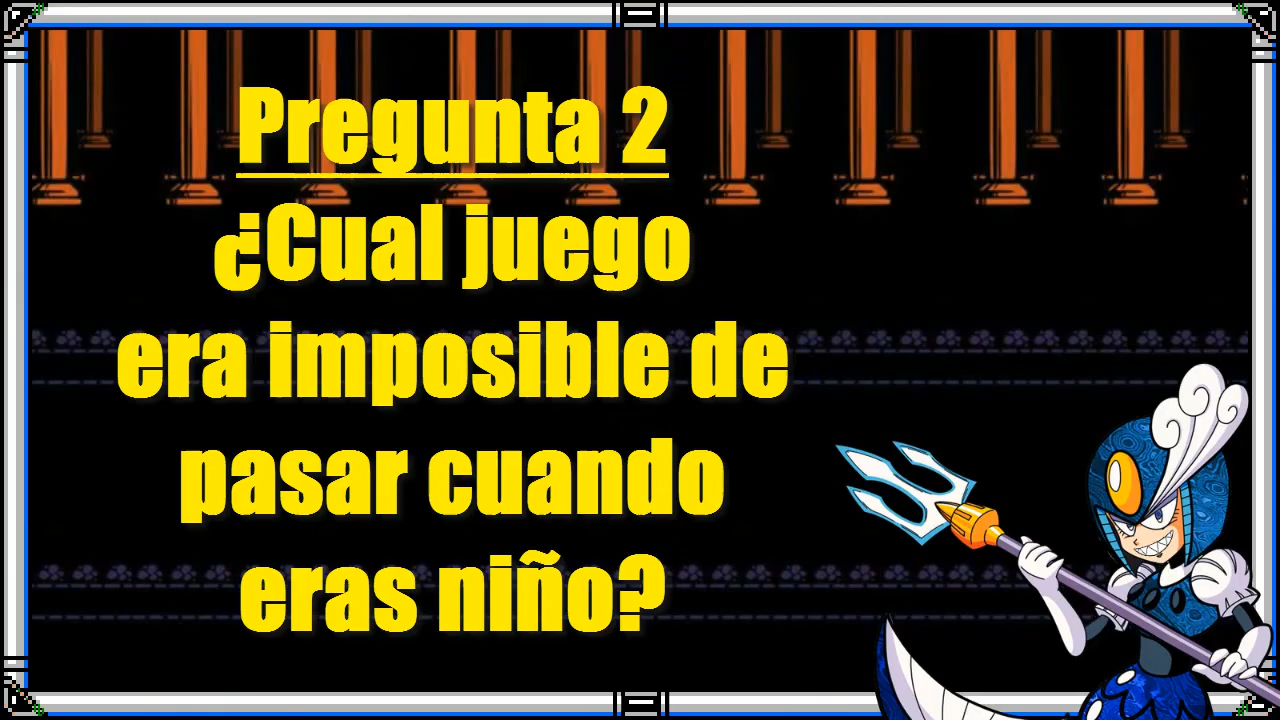 Pregunta 2
¿Cual juego
era imposible de
pasar cuando
eras niño?